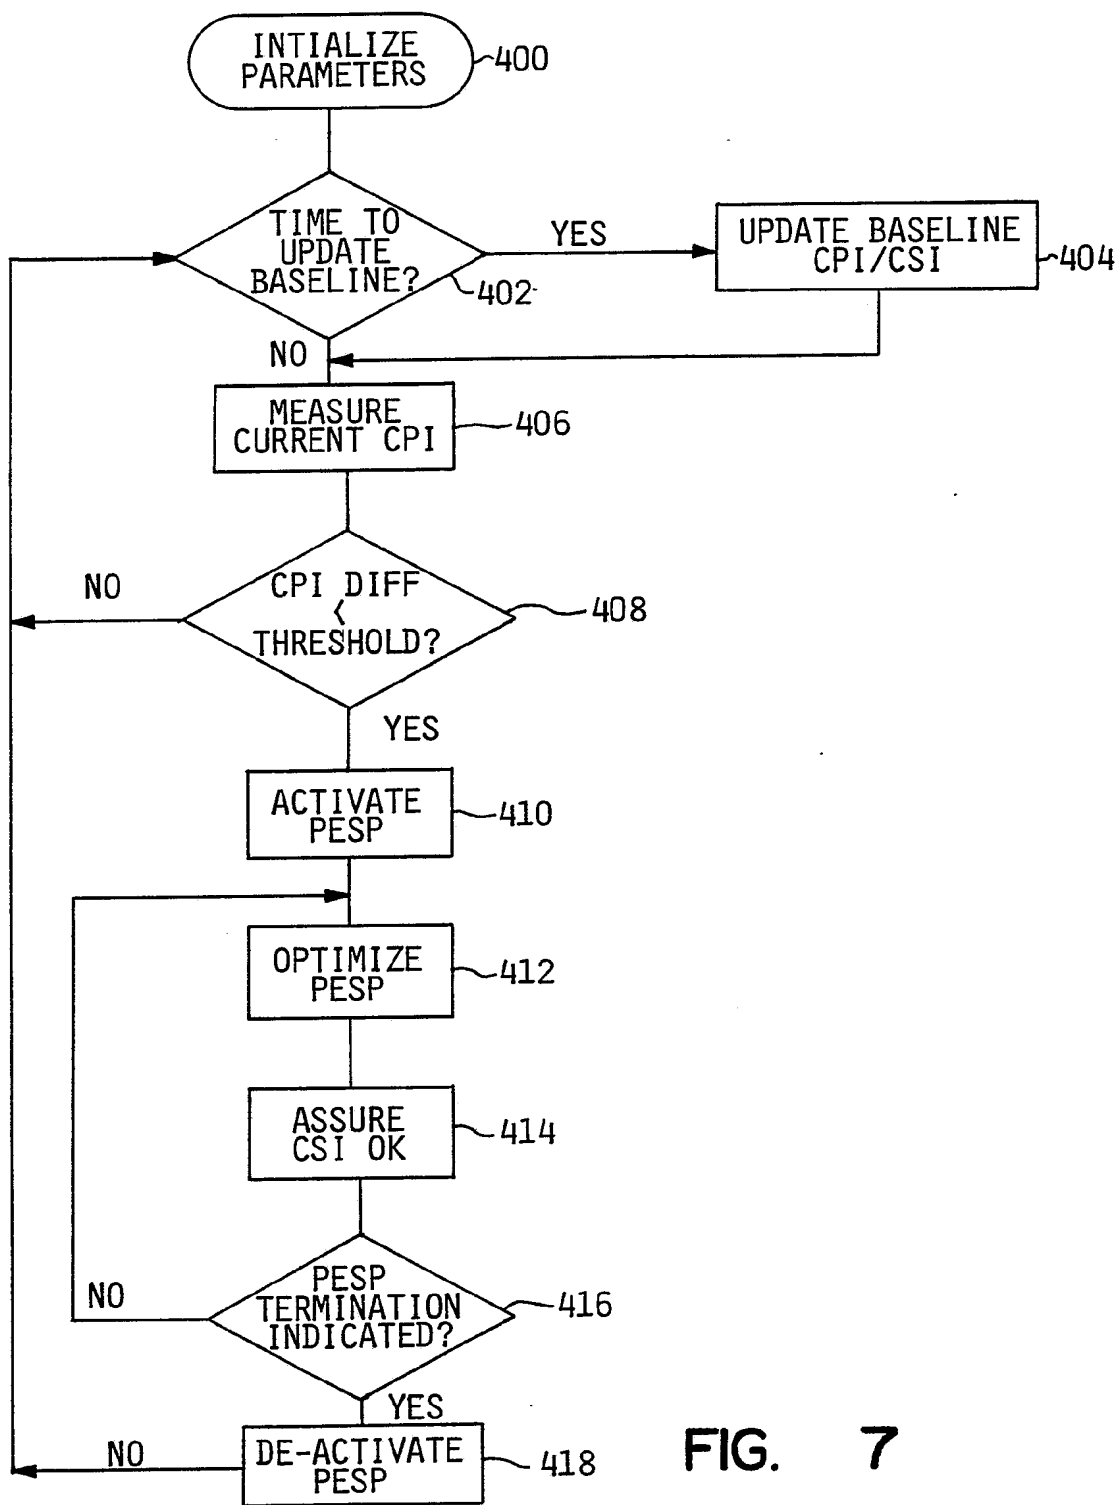 INTIALIZE
PARAMETERS
400
TIME TO
UPDATE
BASELINE?
402
YES
UPDATE BASELINE
CPI/CSI
404
NO
MEASURE
CURRENT CPI
406
CPI DIFF
<
THRESHOLD?
408
NO
YES
ACTIVATE
PESP
410
OPTIMIZE
PESP
412
ASSURE
CSI OK
414
PESP
TERMINATION
INDICATED?
416
NO
YES
DE-ACTIVATE
PESP
418
NO
FIG. 7